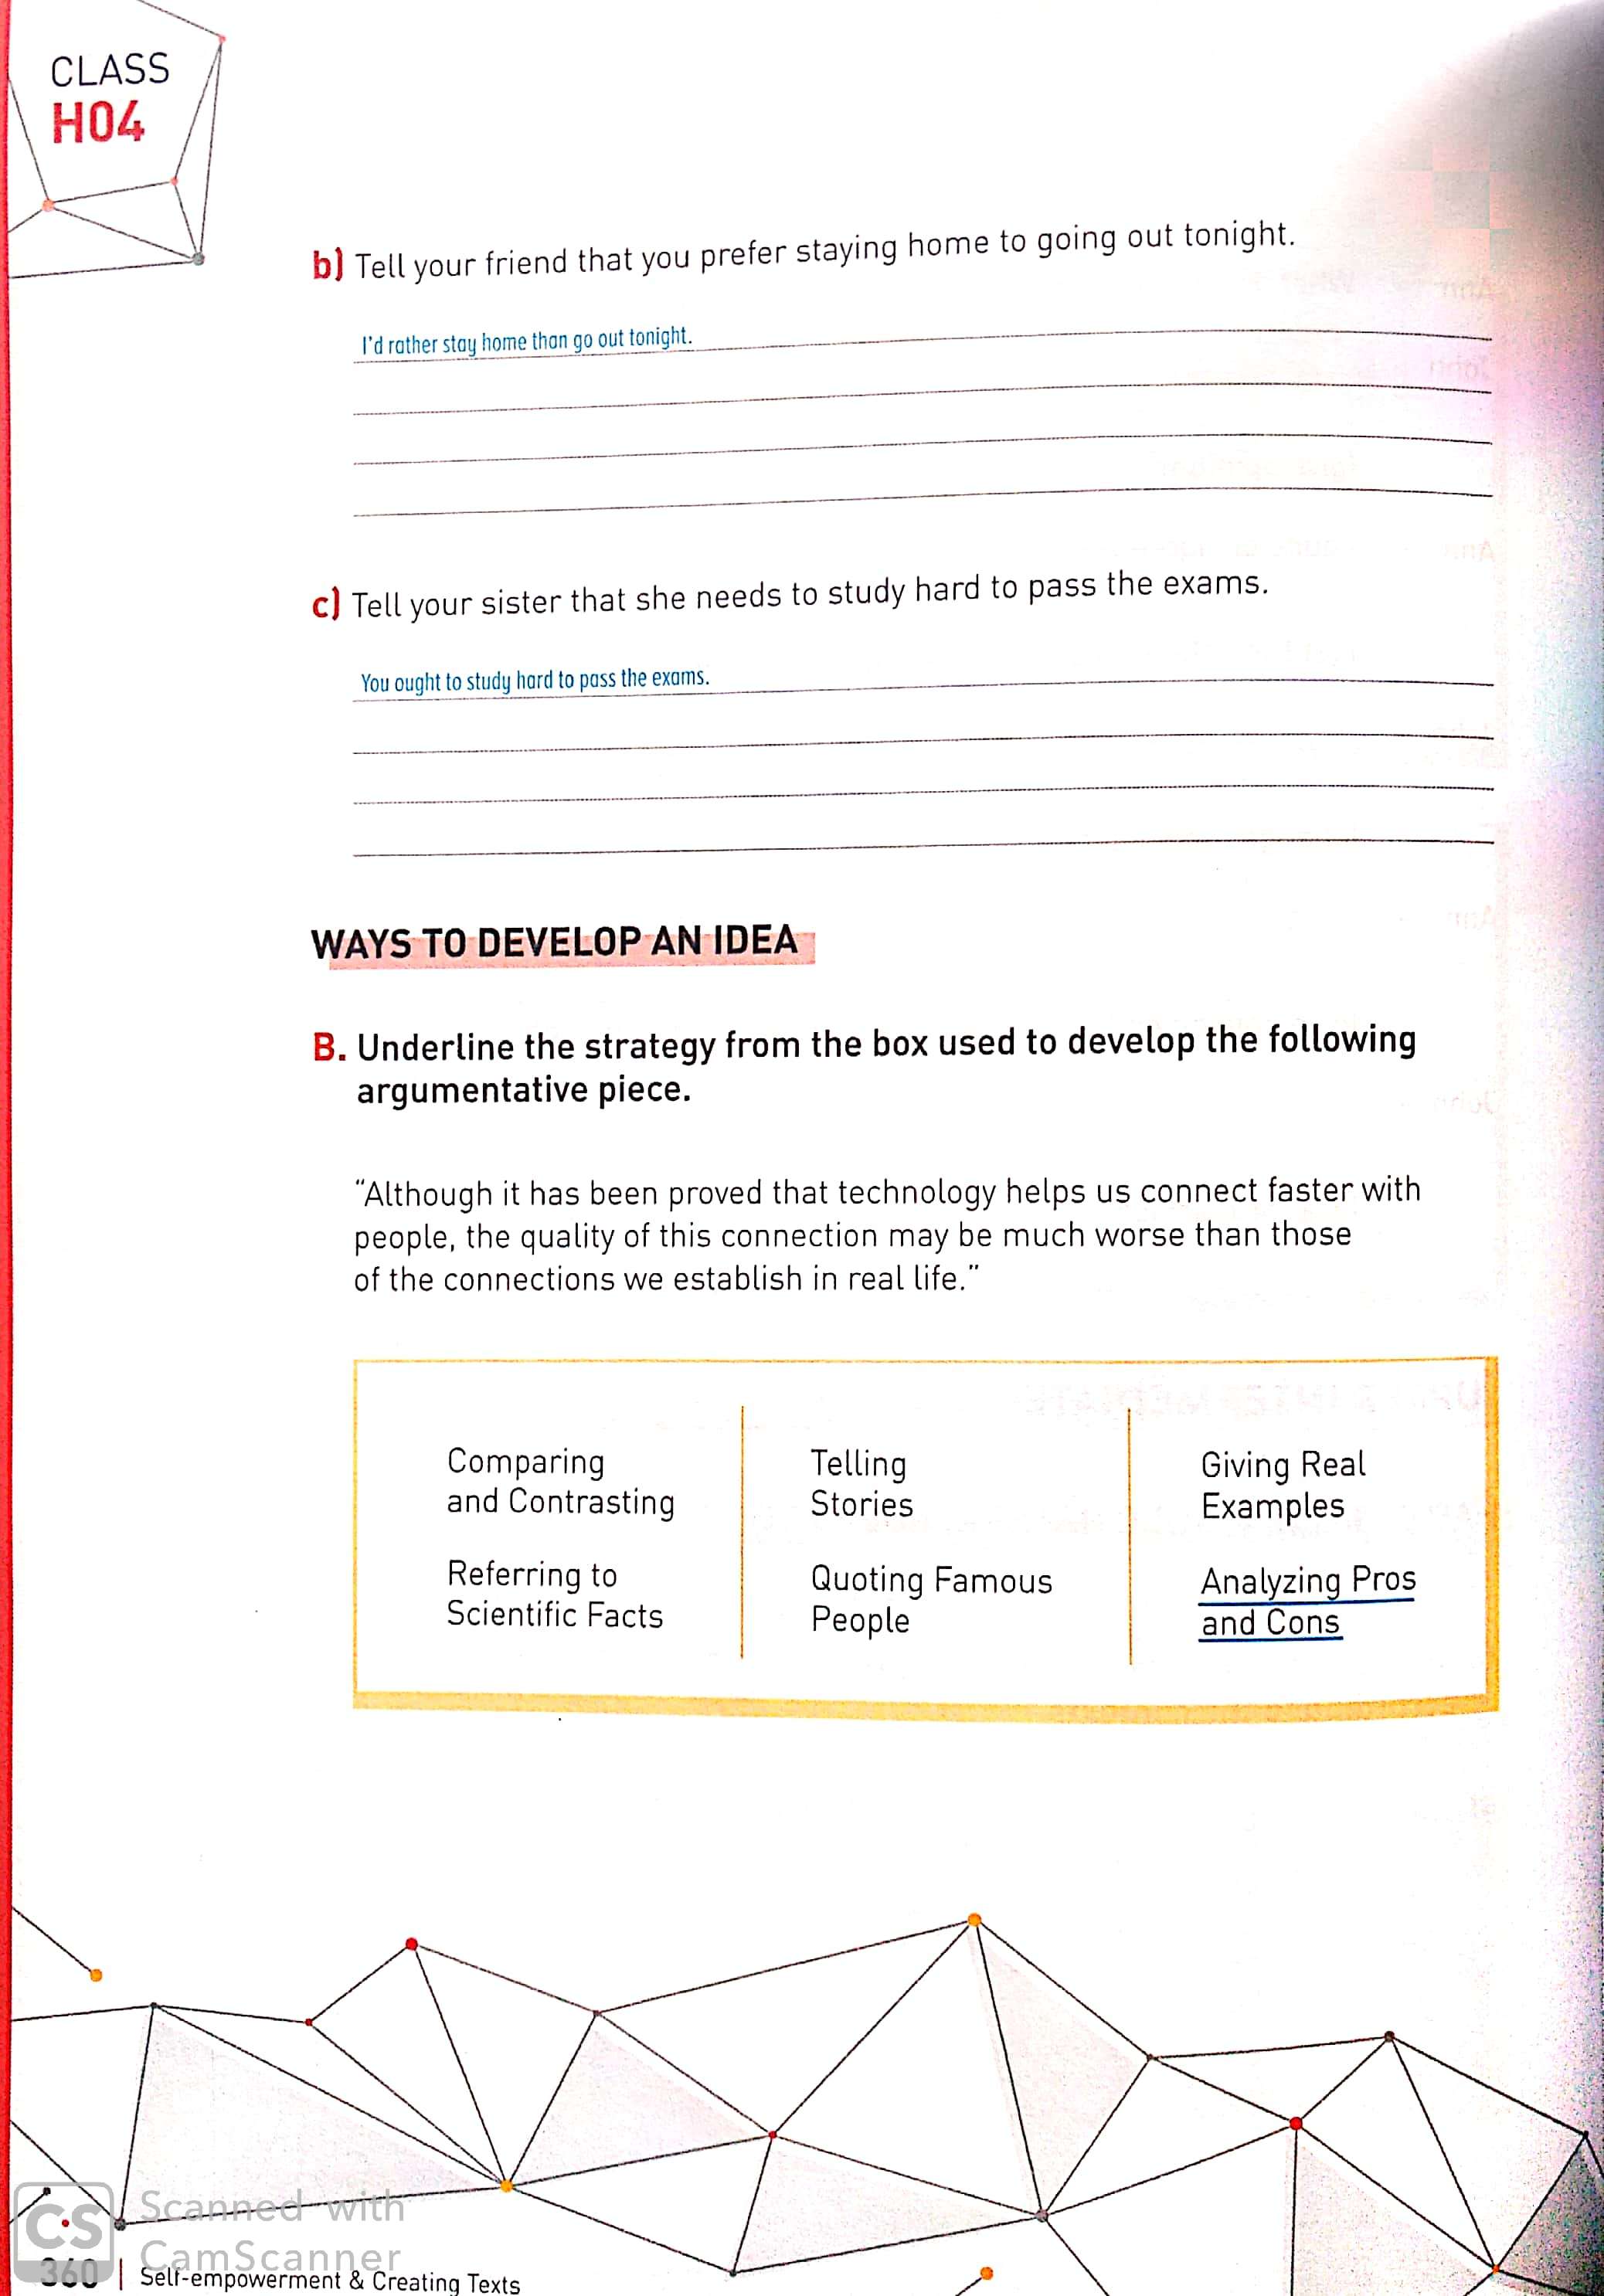 CLASS
H04
b) Tell your friend that you prefer staying home to going out tonight.
I'd rather stay home than go out tonight.
c) Tell your sister that she needs to study hard to pass the exams.
You ought to study hard to pass the exams.
WAYS TO DEVELOP AN IDEA
B. Underline the strategy from the box used to develop the following
argumentative piece.
“Although it has been proved that technology helps us connect faster with
people, the quality of this connection may be much worse than those
of the connections we establish in real life.”
Comparing
and Contrasting
Referring to
Scientific Facts
Telling
Stories
Quoting Famous
People
Giving Real
Examples
Analyzing Pros
and Cons
CS
Scanned with
CamScanner
360 | Self-empowerment & Creating Texts